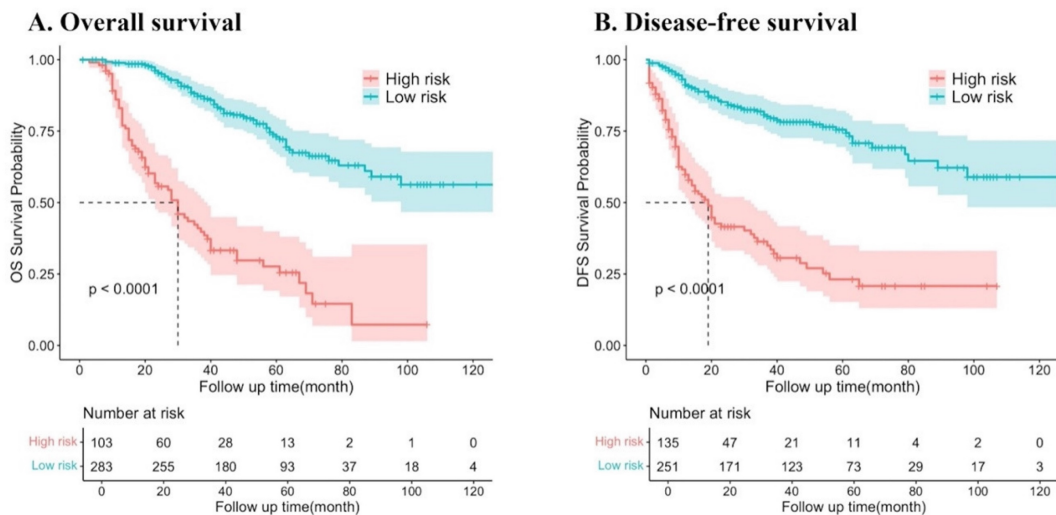 A. Overall survival
1.00
0.75
0.50
0.25
0.00
OS Survival Probability
High risk
Low risk
p < 0.0001
0 20 40 60 80 100 120
Follow up time(month)
Number at risk
High risk 103 60 28 13 2 1 0
Low risk 283 255 180 93 37 18 4
0 20 40 60 80 100 120
Follow up time(month)
B. Disease-free survival
1.00
0.75
0.50
0.25
0.00
DFS Survival Probability
High risk
Low risk
p < 0.0001
0 20 40 60 80 100 120
Follow up time(month)
Number at risk
High risk 135 47 21 11 4 2 0
Low risk 251 171 123 73 29 17 3
0 20 40 60 80 100 120
Follow up time(month)